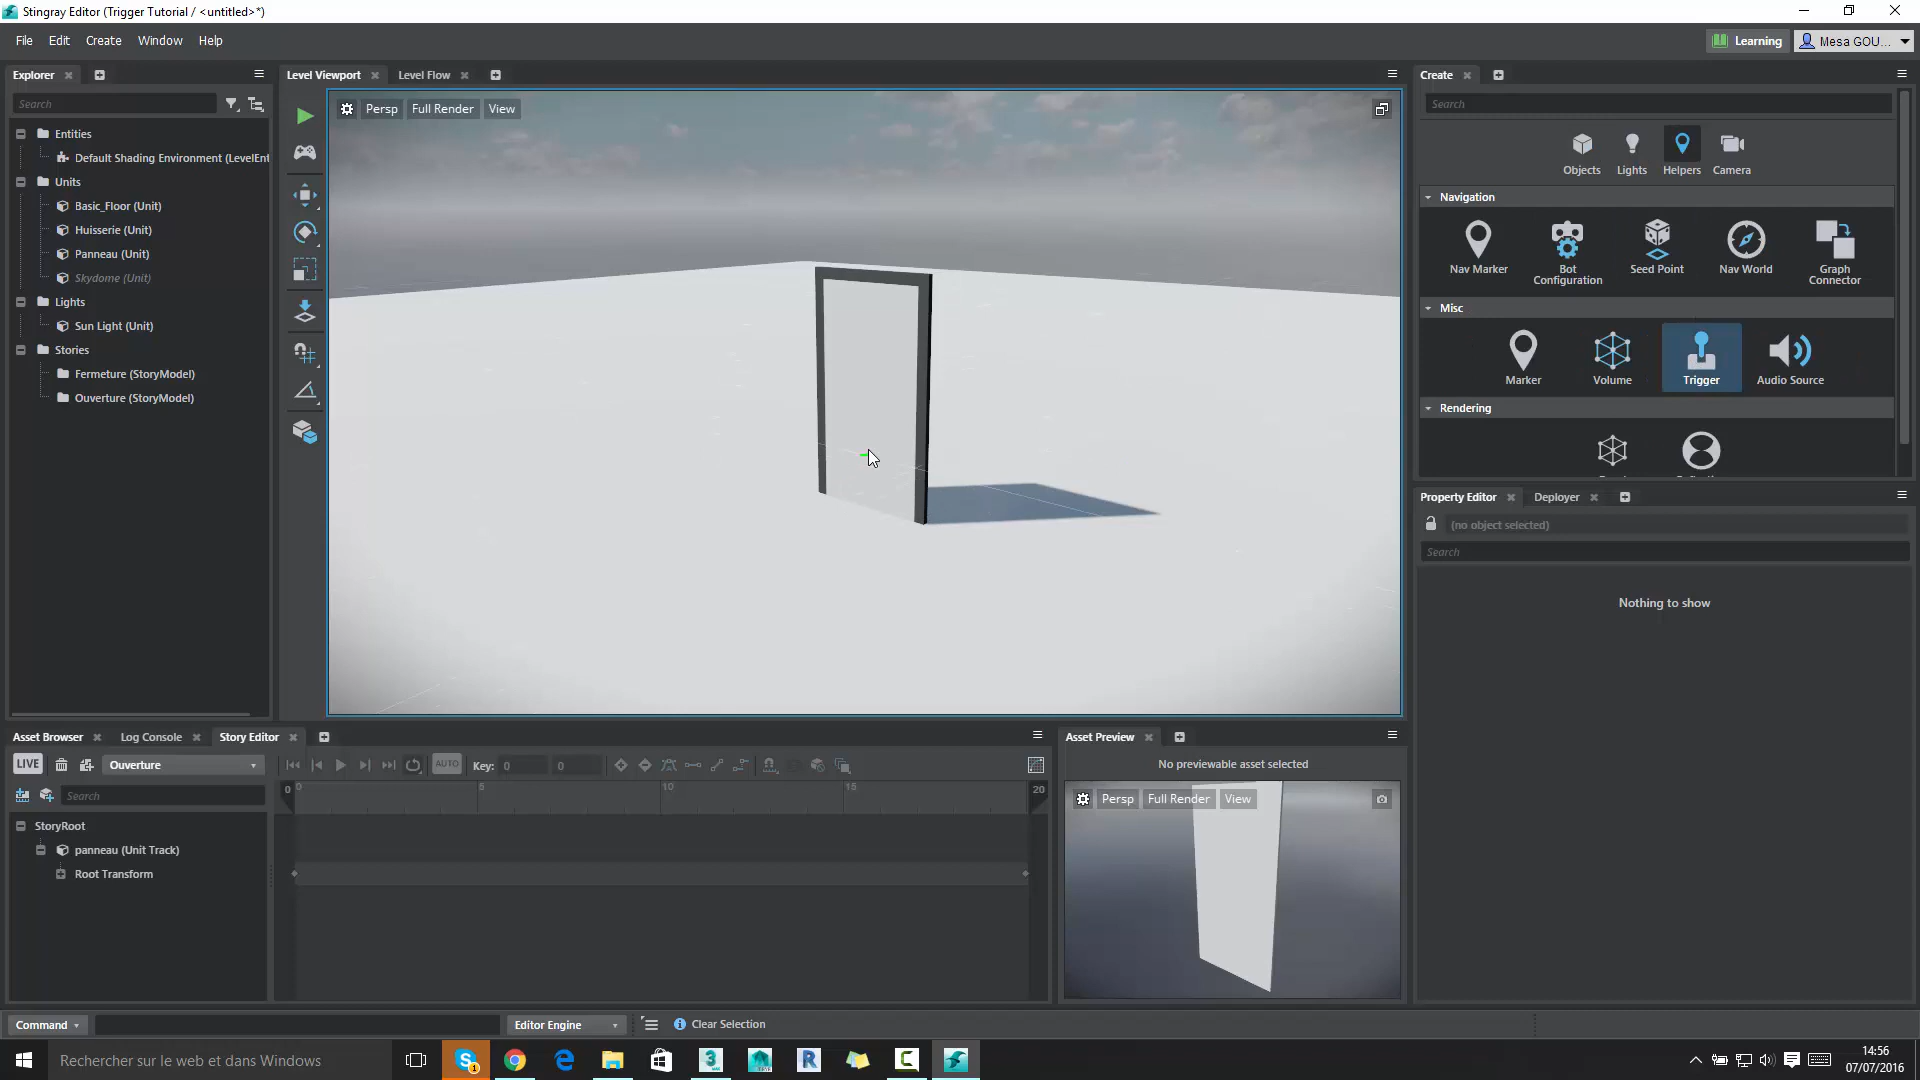 Stingray Editor (Trigger Tutorial / <untitled>*)
File Edit Create Window Help
Learning Mesa GOU...
Explorer
Search
Entities
Default Shading Environment (LevelEnt
Units
Basic_Floor (Unit)
Huisserie (Unit)
Panneau (Unit)
Skydome (Unit)
Lights
Sun Light (Unit)
Stories
Fermeture (StoryModel)
Ouverture (StoryModel)
Level Viewport Level Flow
Persp Full Render View
Create
Search
Objects Lights Helpers Camera
Navigation
Nav Marker Bot Configuration Seed Point Nav World Graph Connector
Misc
Marker Volume Trigger Audio Source
Rendering
Property Editor Deployer
(no object selected)
Search
Nothing to show
Asset Browser Log Console Story Editor
LIVE Ouverture AUTO Key: 0 0
Search
0 0 5 10 15 20
StoryRoot
panneau (Unit Track)
Root Transform
Asset Preview
No previewable asset selected
Persp Full Render View
Command Editor Engine Clear Selection
Rechercher sur le web et dans Windows
14:56
07/07/2016